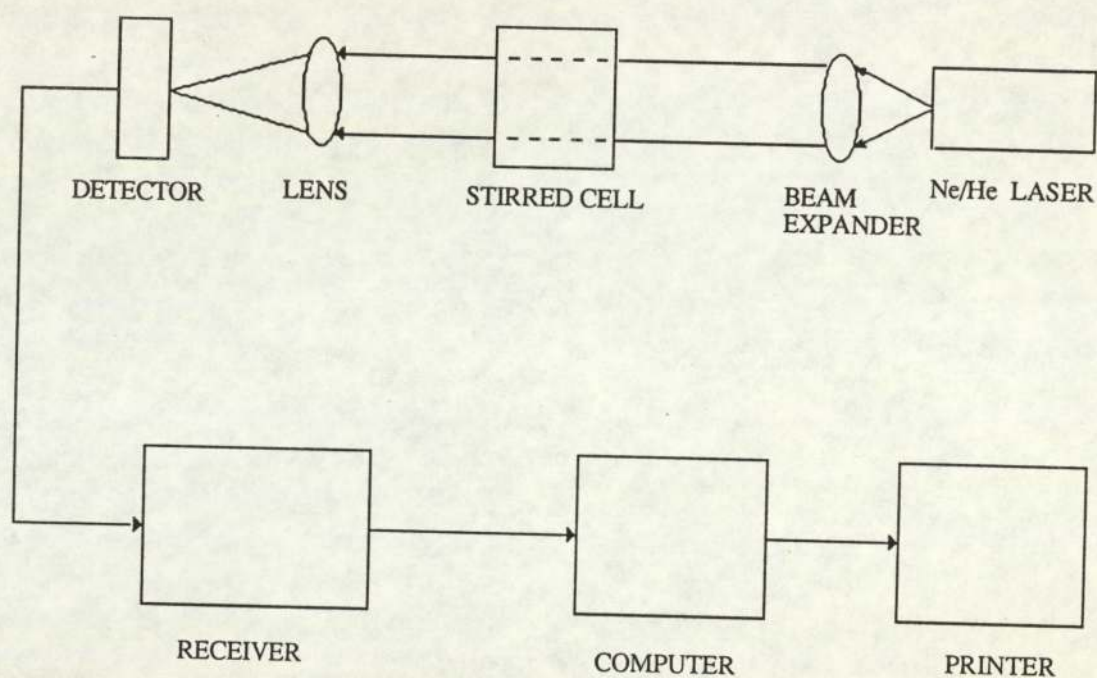 DETECTOR
LENS
STIRRED CELL
BEAM
EXPANDER
Ne/He LASER
RECEIVER
COMPUTER
PRINTER